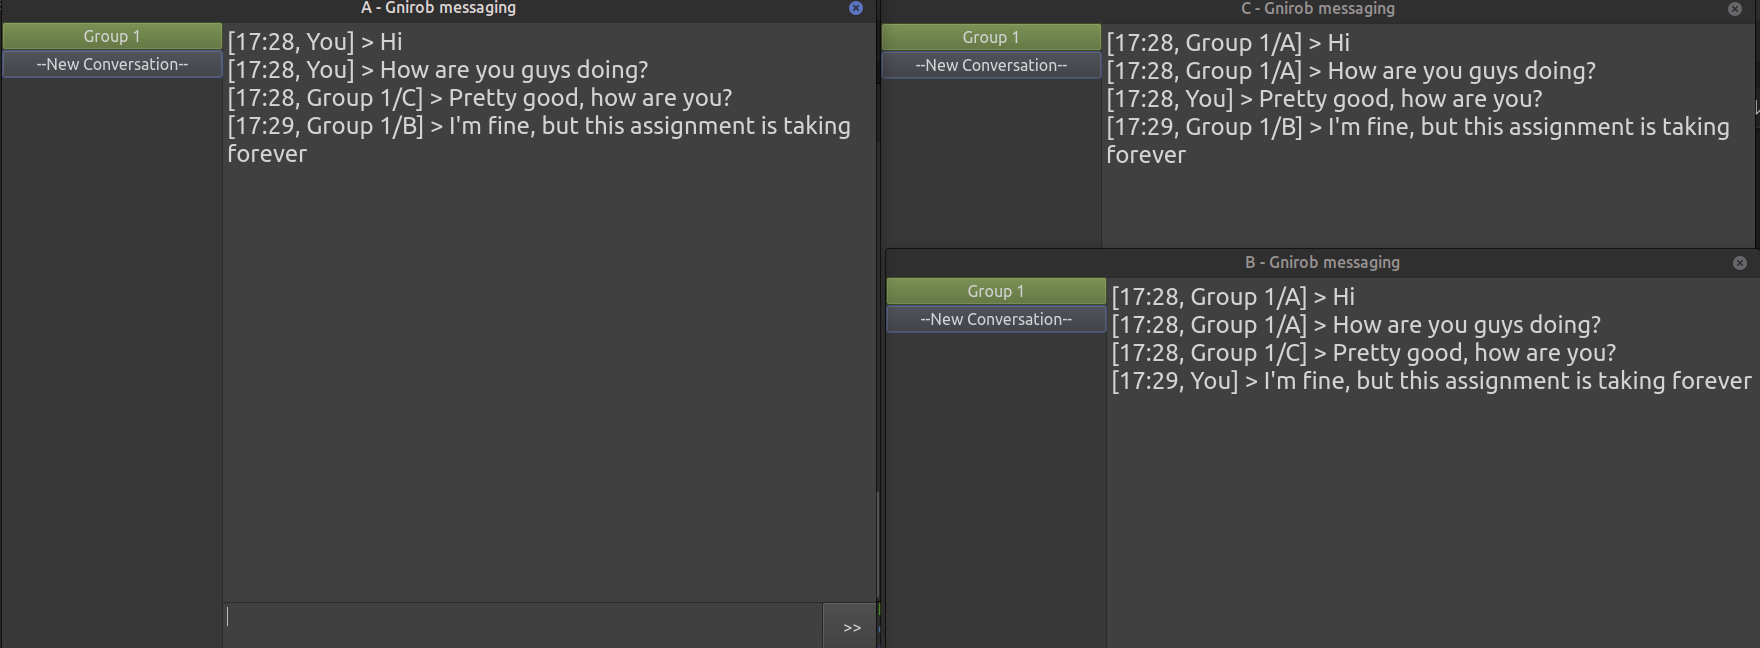 A - Gnirob messaging
Group 1
--New Conversation--
[17:28, You] > Hi
[17:28, You] > How are you guys doing?
[17:28, Group 1/C] > Pretty good, how are you?
[17:29, Group 1/B] > I'm fine, but this assignment is taking
forever
>>
C - Gnirob messaging
Group 1
--New Conversation--
[17:28, Group 1/A] > Hi
[17:28, Group 1/A] > How are you guys doing?
[17:28, You] > Pretty good, how are you?
[17:29, Group 1/B] > I'm fine, but this assignment is taking
forever
B - Gnirob messaging
Group 1
--New Conversation--
[17:28, Group 1/A] > Hi
[17:28, Group 1/A] > How are you guys doing?
[17:28, Group 1/C] > Pretty good, how are you?
[17:29, You] > I'm fine, but this assignment is taking forever